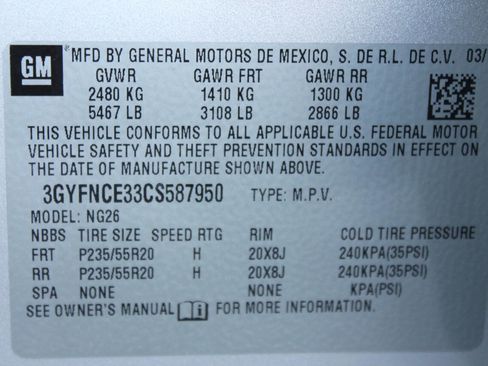 GM
MFD BY GENERAL MOTORS DE MEXICO, S. DE R.L. DE C.V. 03/
GVWR GAWR FRT GAWR RR
2480 KG 1410 KG 1300 KG
5467 LB 3108 LB 2866 LB
THIS VEHICLE CONFORMS TO ALL APPLICABLE U.S. FEDERAL MOTOR
VEHICLE SAFETY AND THEFT PREVENTION STANDARDS IN EFFECT ON
THE DATE OF MANUFACTURE SHOWN ABOVE.
3GYFNCE33CS587950 TYPE: M.P.V.
MODEL: NG26
NBBS TIRE SIZE SPEED RTG RIM COLD TIRE PRESSURE
FRT P235/55R20 H 20X8J 240KPA(35PSI)
RR P235/55R20 H 20X8J 240KPA(35PSI)
SPA NONE NONE KPA(PSI)
SEE OWNER'S MANUAL FOR MORE INFORMATION.